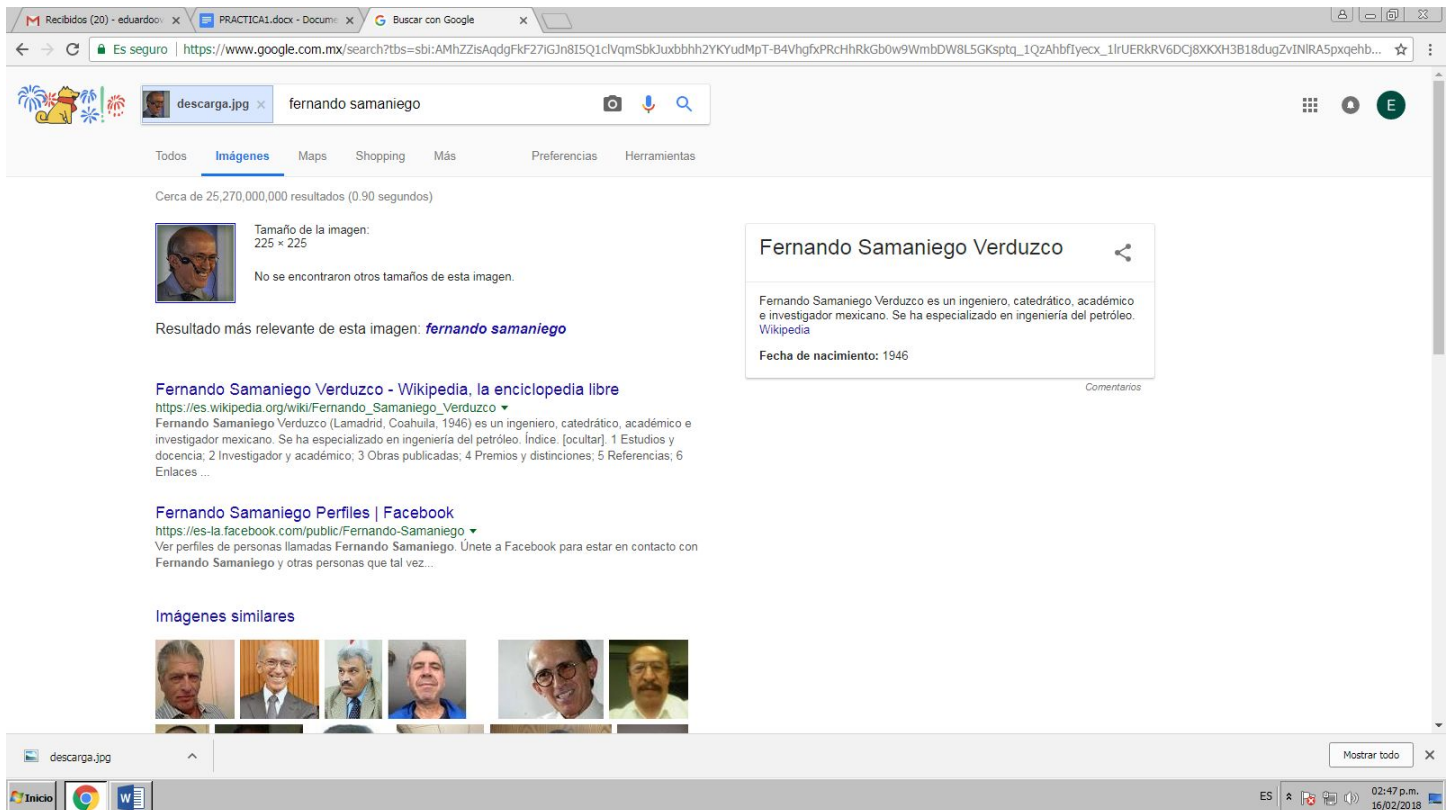 Recibidos (20) - eduardoov
PRACTICA1.docx - Docume
Buscar con Google
Es seguro
https://www.google.com.mx/search?tbs=sbi:
descarga.jpg
fernando samaniego
E
Todos
Imágenes
Maps
Shopping
Más
Preferencias
Herramientas
Cerca de 25,270,000,000 resultados (0.90 segundos)
Tamaño de la imagen:
225 × 225
No se encontraron otros tamaños de esta imagen.
Resultado más relevante de esta imagen: fernando samaniego
Fernando Samaniego Verduzco - Wikipedia, la enciclopedia libre
https://es.wikipedia.org/wiki/Fernando_Samaniego_Verduzco
Fernando Samaniego Verduzco (Lamadrid, Coahuila, 1946) es un ingeniero, catedrático, académico e
investigador mexicano. Se ha especializado en ingeniería del petróleo. Índice. [ocultar]. 1 Estudios y
docencia; 2 Investigador y académico; 3 Obras publicadas; 4 Premios y distinciones; 5 Referencias; 6
Enlaces ...
Fernando Samaniego Perfiles | Facebook
https://es-la.facebook.com/public/Fernando-Samaniego
Ver perfiles de personas llamadas Fernando Samaniego. Únete a Facebook para estar en contacto con
Fernando Samaniego y otras personas que tal vez...
Imágenes similares
Fernando Samaniego Verduzco
Fernando Samaniego Verduzco es un ingeniero, catedrático, académico
e investigador mexicano. Se ha especializado en ingeniería del petróleo.
Wikipedia
Fecha de nacimiento: 1946
Comentarios
descarga.jpg
Mostrar todo
Inicio
ES
02:47 p.m.
16/02/2018